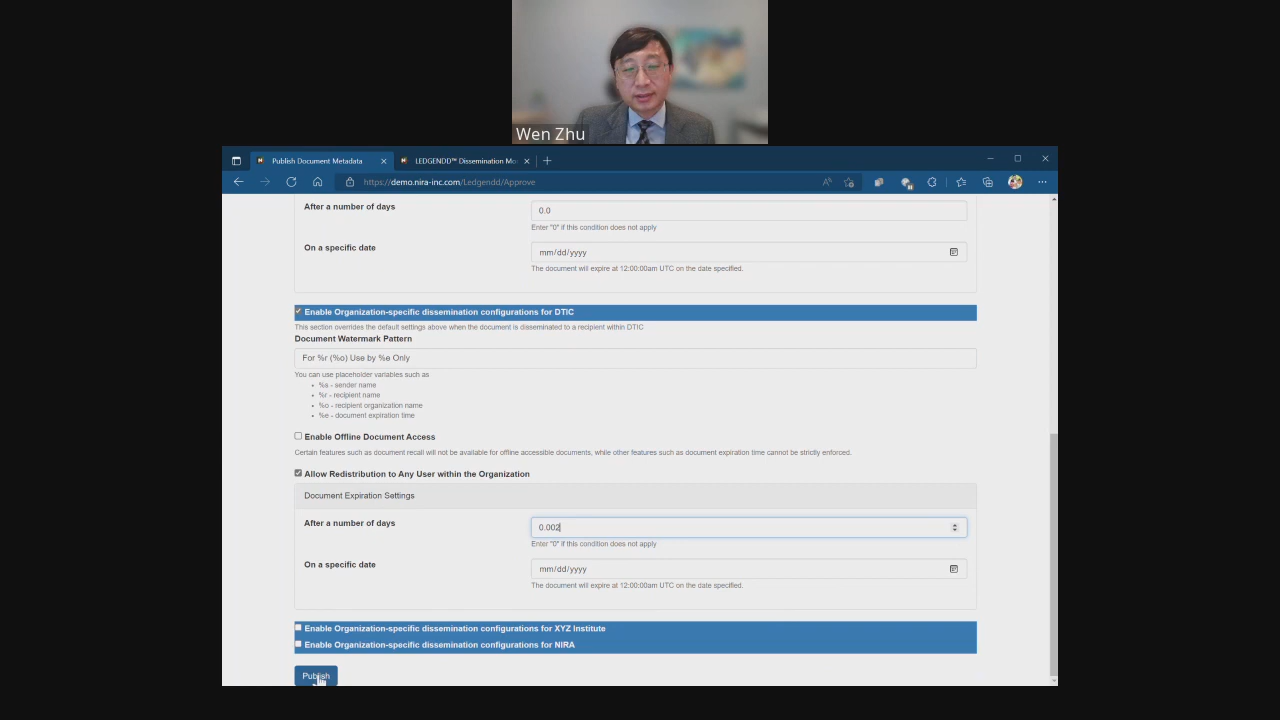 Wen Zhu
Publish Document Metadata
LEDGENDD™ Dissemination Mo
https://demo.nira-inc.com/Ledgendd/Approve
After a number of days
0.0
Enter "0" if this condition does not apply
On a specific date
mm/dd/yyyy
The document will expire at 12:00:00am UTC on the date specified.
Enable Organization-specific dissemination configurations for DTIC
This section overrides the default settings above when the document is disseminated to a recipient within DTIC
Document Watermark Pattern
For %r (%o) Use by %e Only
You can use placeholder variables such as
• %s - sender name
• %r - recipient name
• %o - recipient organization name
• %e - document expiration time
Enable Offline Document Access
Certain features such as document recall will not be available for offline accessible documents, while other features such as document expiration time cannot be strictly enforced.
Allow Redistribution to Any User within the Organization
Document Expiration Settings
After a number of days
0.002
Enter "0" if this condition does not apply
On a specific date
mm/dd/yyyy
The document will expire at 12:00:00am UTC on the date specified.
Enable Organization-specific dissemination configurations for XYZ Institute
Enable Organization-specific dissemination configurations for NIRA
Publish